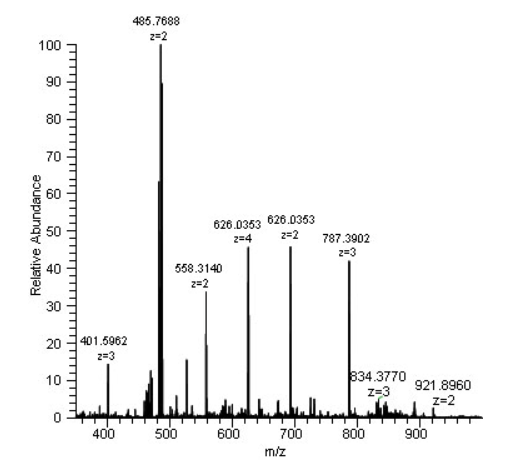 485.7688
z=2
100
90
80
70
60
50
40
30
20
10
0
Relative Abundance
626.0353
z=4
626.0353
z=2
787.3902
z=3
558.3140
z=2
401.5962
z=3
834.3770
z=3
921.8960
z=2
400
500
600
700
800
900
m/z